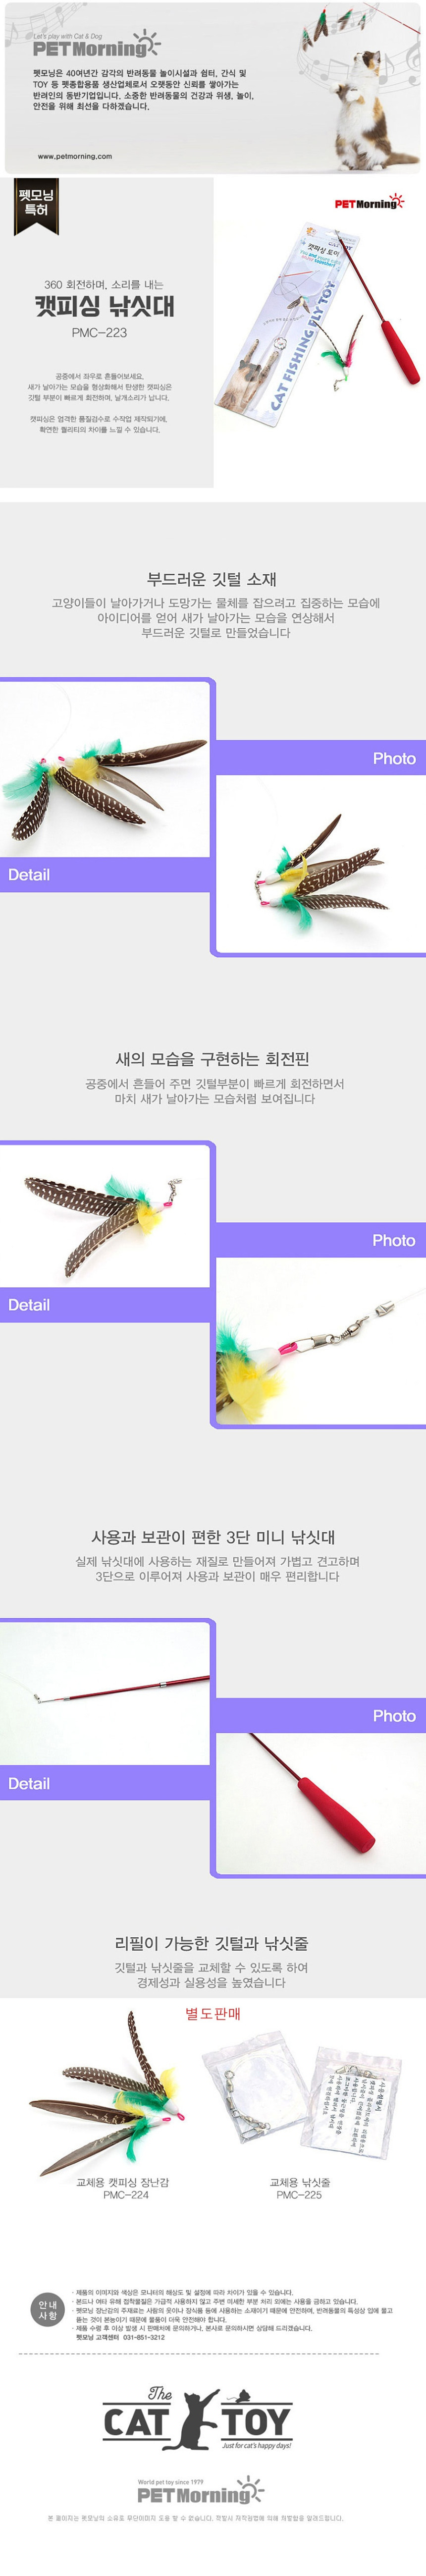 Let's play with Cat & Dog
PETMorning
펫모닝은 40여년간 감각의 반려동물 놀이시설과 쉼터, 간식 및
TOY 등 펫종합용품 생산업체로서 오랫동안 신뢰를 쌓아가는
반려인의 동반기업입니다. 소중한 반려동물의 건강과 위생, 놀이,
안전을 위해 최선을 다하겠습니다.
www.petmorning.com
펫모닝
특허
PETMorning
360 회전하며, 소리를 내는
캣피싱 낚싯대
PMC-223
공중에서 좌우로 흔들어보세요.
새가 날아가는 모습을 형상화해서 탄생한 캣피싱은
깃털 부분이 빠르게 회전하며, 날개소리가 납니다.
캣피싱은 엄격한 품질검수로 수작업 제작되기에,
확연한 퀄리티의 차이를 느낄 수 있습니다.
캣피싱 토이
CAT FISHING FLY TOY
부드러운 깃털 소재
고양이들이 날아가거나 도망가는 물체를 잡으려고 집중하는 모습에
아이디어를 얻어 새가 날아가는 모습을 연상해서
부드러운 깃털로 만들었습니다
Photo
Detail
새의 모습을 구현하는 회전핀
공중에서 흔들어 주면 깃털부분이 빠르게 회전하면서
마치 새가 날아가는 모습처럼 보여집니다
Photo
Detail
사용과 보관이 편한 3단 미니 낚싯대
실제 낚싯대에 사용하는 재질로 만들어져 가볍고 견고하며
3단으로 이루어져 사용과 보관이 매우 편리합니다
Photo
Detail
리필이 가능한 깃털과 낚싯줄
깃털과 낚싯줄을 교체할 수 있도록 하여
경제성과 실용성을 높였습니다
별도판매
교체용 캣피싱 장난감
PMC-224
교체용 낚싯줄
PMC-225
안내
사항
· 제품의 이미지와 색상은 모니터의 해상도 및 설정에 따라 차이가 있을 수 있습니다.
· 본드나 여타 유해 접착물질은 가급적 사용하지 않고 주변 미세한 부분 처리 외에는 사용을 금하고 있습니다.
· 펫모닝 장난감의 주재료는 사람의 옷이나 장식품 등에 사용하는 소재이기 때문에 안전하며, 반려동물의 특성상 입에 물고
뜯는 것이 본능이기 때문에 물품이 더욱 안전해야 합니다.
· 제품 수령 후 이상 발생 시 판매처에 문의하거나, 본사로 문의하시면 상담해 드리겠습니다.
펫모닝 고객센터 031-851-3212
The
CAT TOY
Just for cat's happy days!
World pet toy since 1979
PETMorning
본 페이지는 펫모닝의 소유로 무단이미지 도용 할 수 없습니다. 적발시 저작권법에 의해 처벌됨을 알려드립니다.